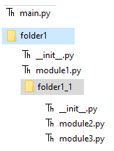 main.py
folder1
__init__.py
module1.py
folder1_1
__init__.py
module2.py
module3.py